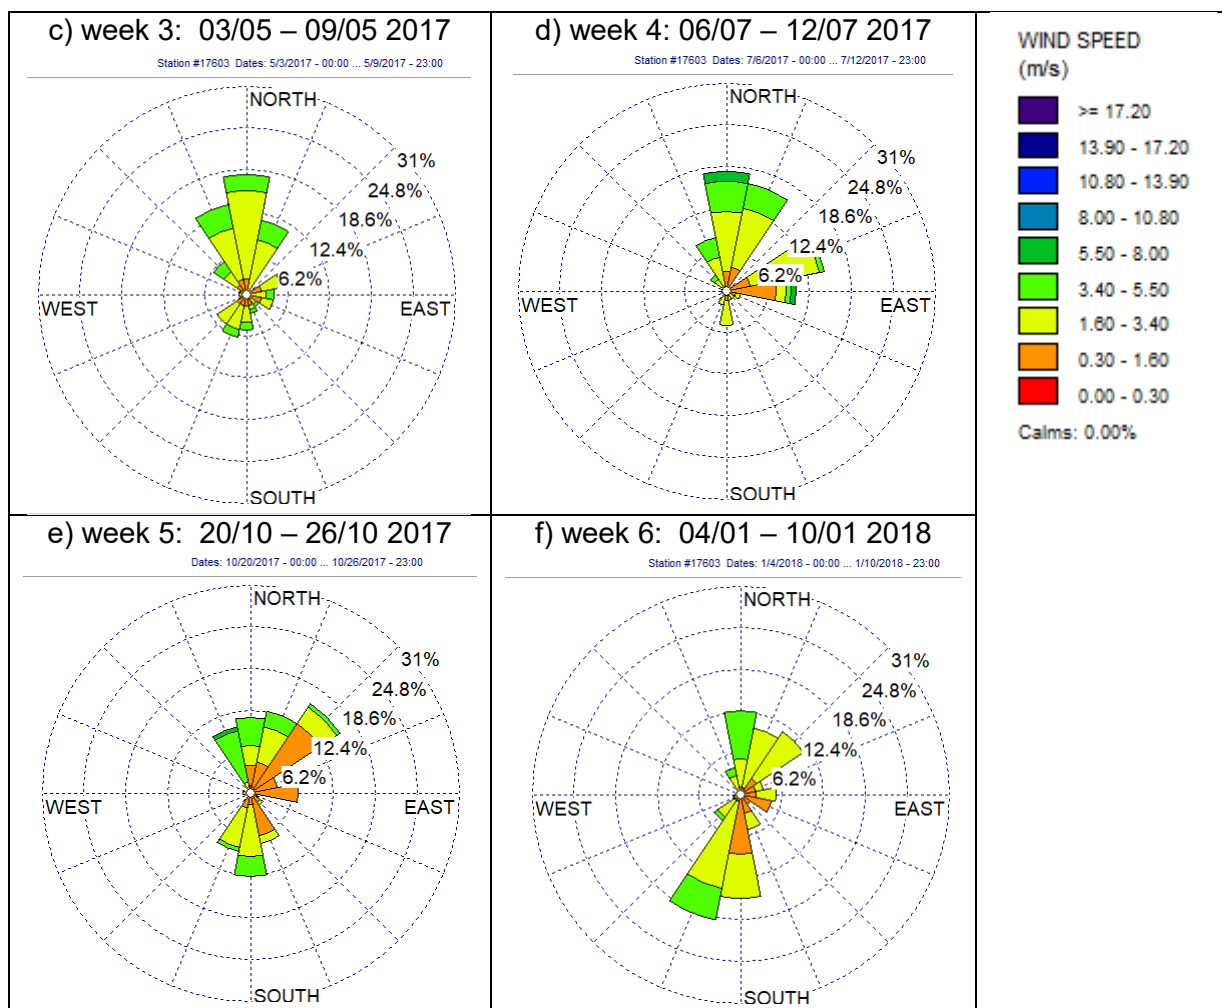 c) week 3: 03/05 – 09/05 2017
Station #17603 Dates: 5/3/2017 - 00:00 ... 5/9/2017 - 23:00
NORTH
31%
24.8%
18.6%
12.4%
6.2%
WEST
EAST
SOUTH
d) week 4: 06/07 – 12/07 2017
Station #17603 Dates: 7/6/2017 - 00:00 ... 7/12/2017 - 23:00
NORTH
31%
24.8%
18.6%
12.4%
6.2%
WEST
EAST
SOUTH
WIND SPEED
(m/s)
>= 17.20
13.90 - 17.20
10.80 - 13.90
8.00 - 10.80
5.50 - 8.00
3.40 - 5.50
1.60 - 3.40
0.30 - 1.60
0.00 - 0.30
Calms: 0.00%
e) week 5: 20/10 – 26/10 2017
Dates: 10/20/2017 - 00:00 ... 10/26/2017 - 23:00
NORTH
31%
24.8%
18.6%
12.4%
6.2%
WEST
EAST
SOUTH
f) week 6: 04/01 – 10/01 2018
Station #17603 Dates: 1/4/2018 - 00:00 ... 1/10/2018 - 23:00
NORTH
31%
24.8%
18.6%
12.4%
6.2%
WEST
EAST
SOUTH